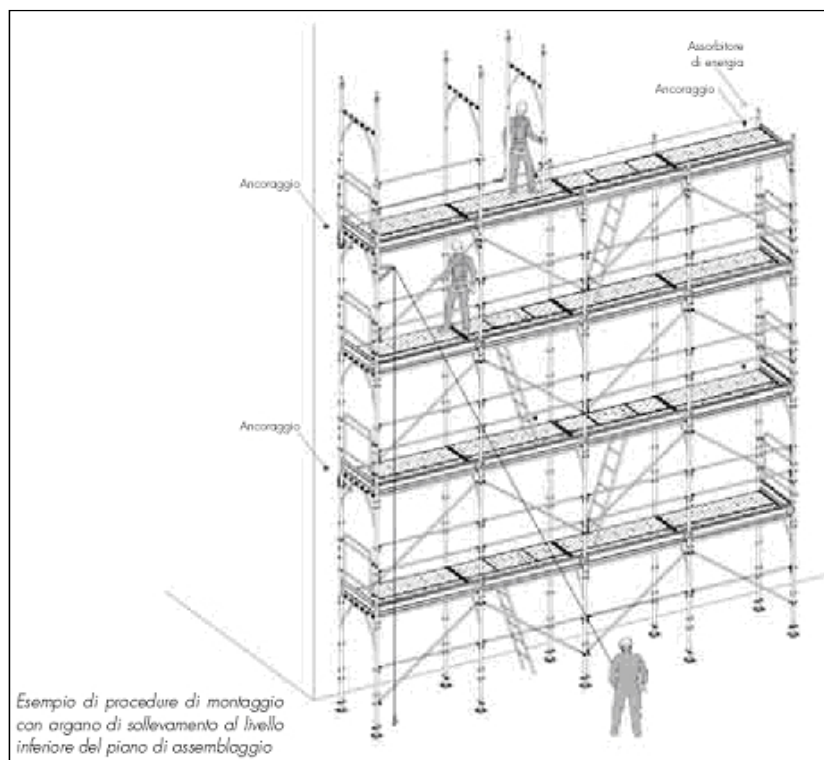 Assorbitore
di energia
Ancoraggio
Ancoraggio
Ancoraggio
Esempio di procedure di montaggio
con argano di sollevamento al livello
inferiore del piano di assemblaggio